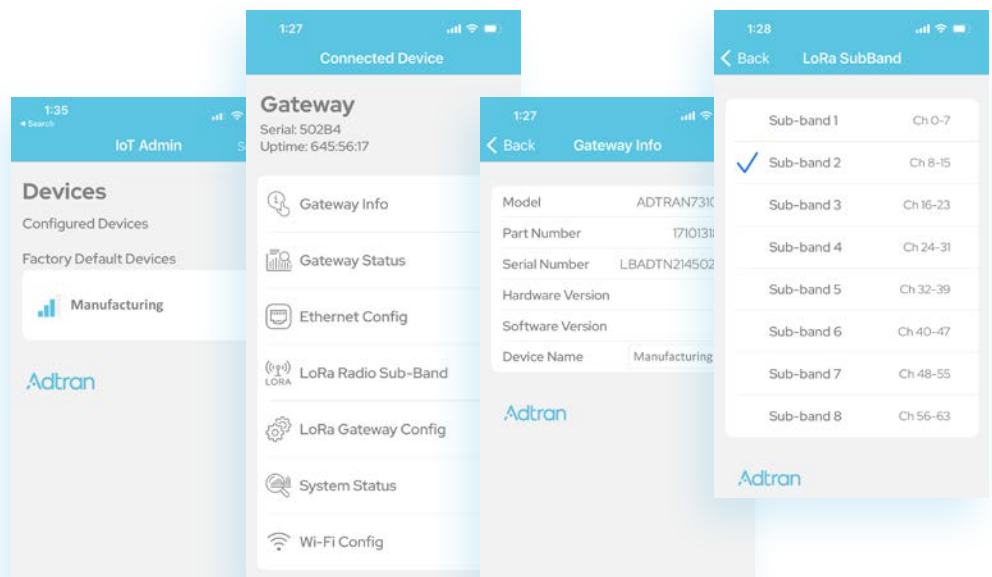 1:35
Search
IoT Admin
Devices
Configured Devices
Factory Default Devices
Manufacturing
Adtran
1:27
Connected Device
Gateway
Serial: 502B4
Uptime: 645:56:17
Gateway Info
Gateway Status
Ethernet Config
LORA
LoRa Radio Sub-Band
LoRa Gateway Config
System Status
Wi-Fi Config
1:27
Back Gateway Info
Model ADTRAN7310
Part Number 1710131
Serial Number LBADTN214502
Hardware Version
Software Version
Device Name Manufacturing
Adtran
1:28
Back LoRa SubBand
Sub-band 1 Ch 0-7
Sub-band 2 Ch 8-15
Sub-band 3 Ch 16-23
Sub-band 4 Ch 24-31
Sub-band 5 Ch 32-39
Sub-band 6 Ch 40-47
Sub-band 7 Ch 48-55
Sub-band 8 Ch 56-63
Adtran